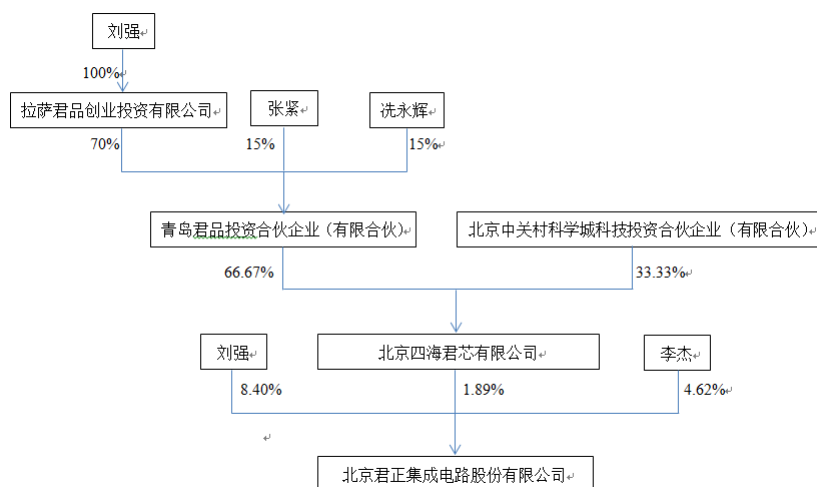 刘强
100%
拉萨君品创业投资有限公司
张紧
冼永辉
70%
15%
15%
青岛君品投资合伙企业（有限合伙）
北京中关村科学城科技投资合伙企业（有限合伙）
66.67%
33.33%
刘强
北京四海君芯有限公司
李杰
8.40%
1.89%
4.62%
北京君正集成电路股份有限公司